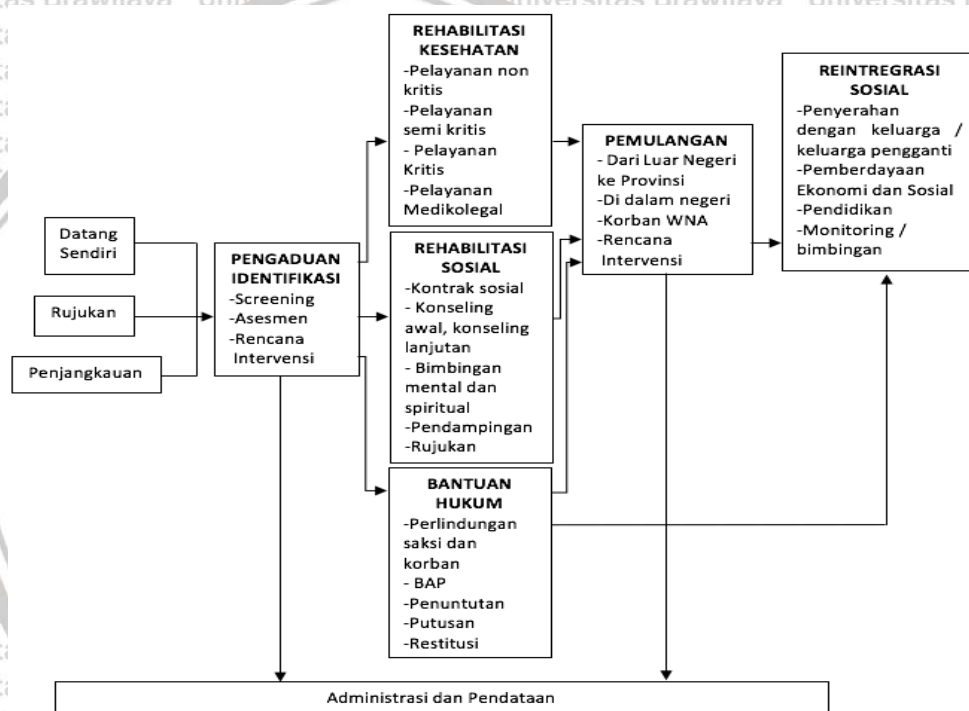 Datang
Sendiri
Rujukan
Penjangkauan
PENGADUAN
IDENTIFIKASI
-Screening
-Asesmen
-Rencana
Intervensi
REHABILITASI
KESEHATAN
-Pelayanan non
kritis
-Pelayanan
semi kritis
- Pelayanan
Kritis
-Pelayanan
Medikolegal
REHABILITASI
SOSIAL
-Kontrak sosial
- Konseling
awal, konseling
lanjutan
- Bimbingan
mental dan
spiritual
-Pendampingan
-Rujukan
BANTUAN
HUKUM
-Perlindungan
saksi dan
korban
- BAP
-Penuntutan
-Putusan
-Restitusi
PEMULANGAN
- Dari Luar Negeri
ke Provinsi
-Di dalam negeri
-Korban WNA
-Rencana
Intervensi
REINTREGRASI
SOSIAL
-Penyerahan
dengan keluarga /
keluarga pengganti
-Pemberdayaan
Ekonomi dan Sosial
-Pendidikan
-Monitoring /
bimbingan
Administrasi dan Pendataan